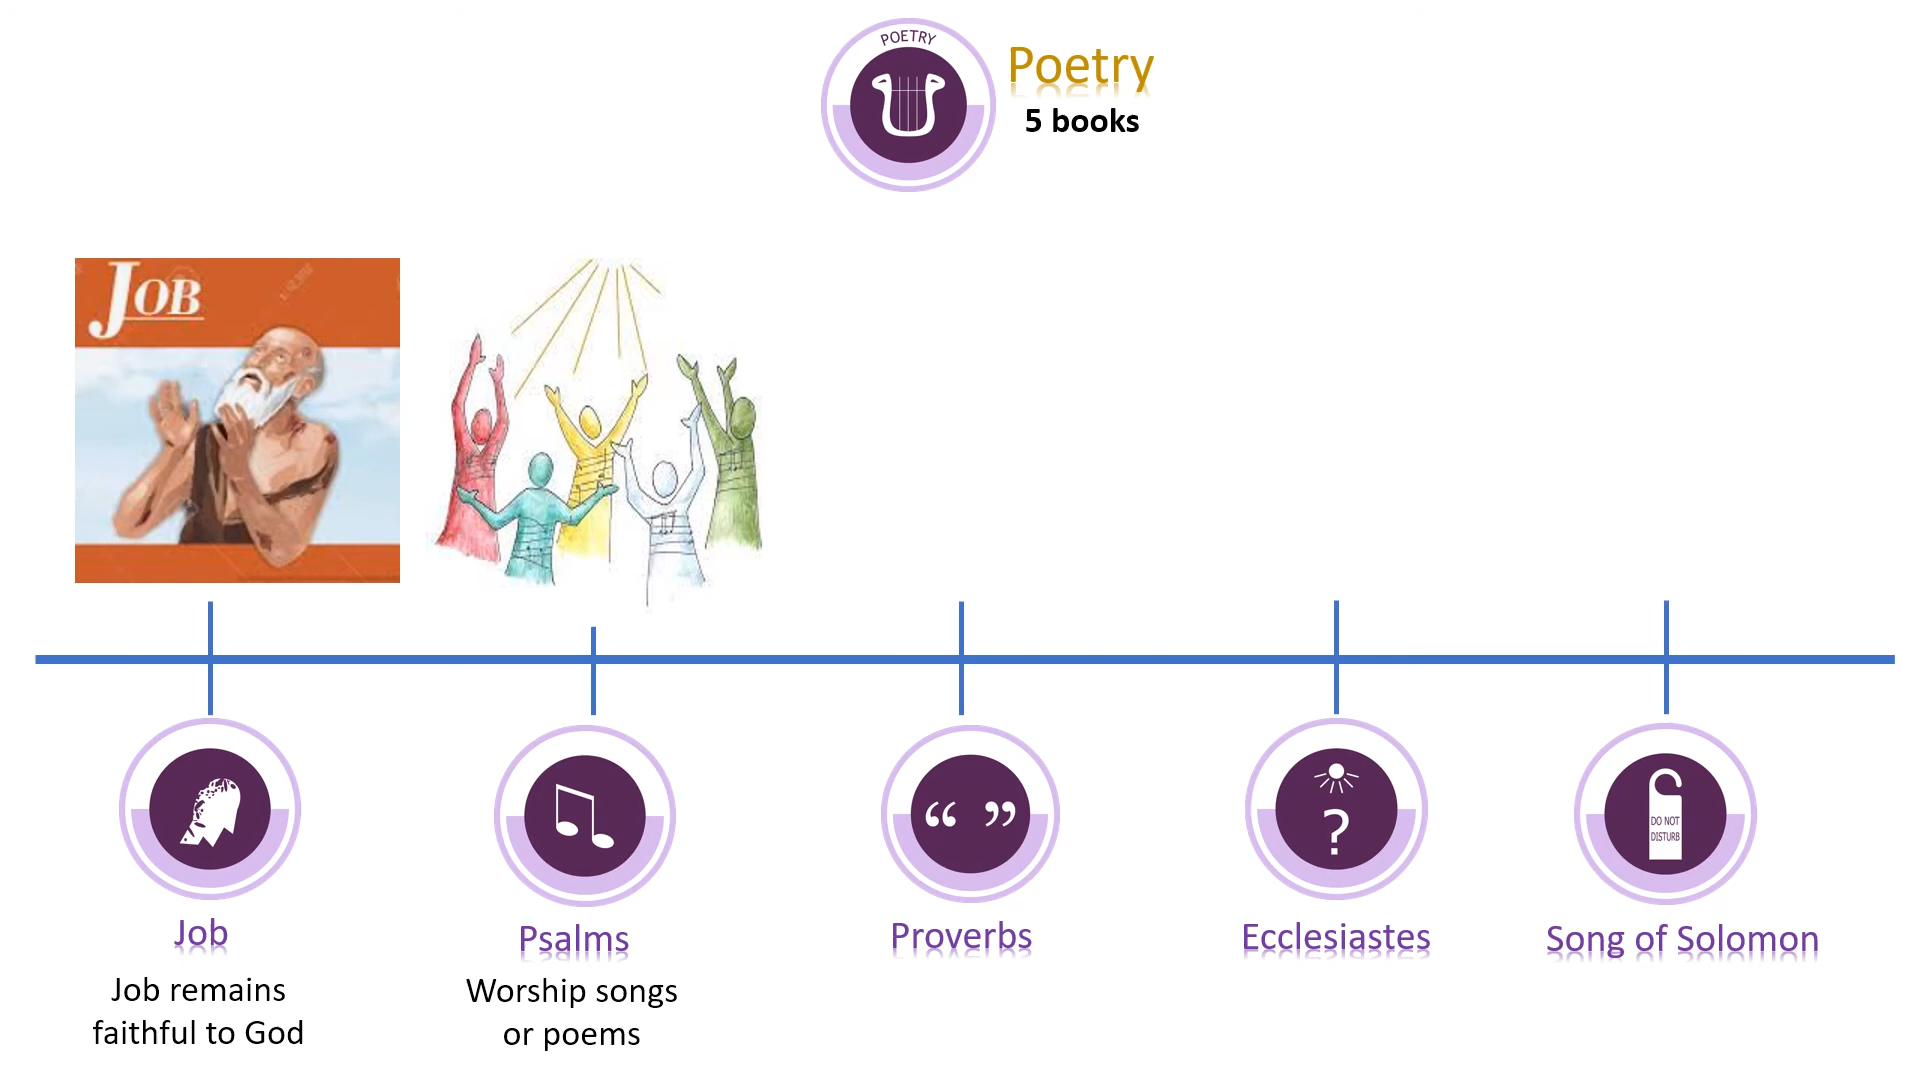 POETRY
Poetry
5 books
JOB
“ ”
?
DO NOT
DISTURB
Job
Psalms
Proverbs
Ecclesiastes
Song of Solomon
Job remains
faithful to God
Worship songs
or poems